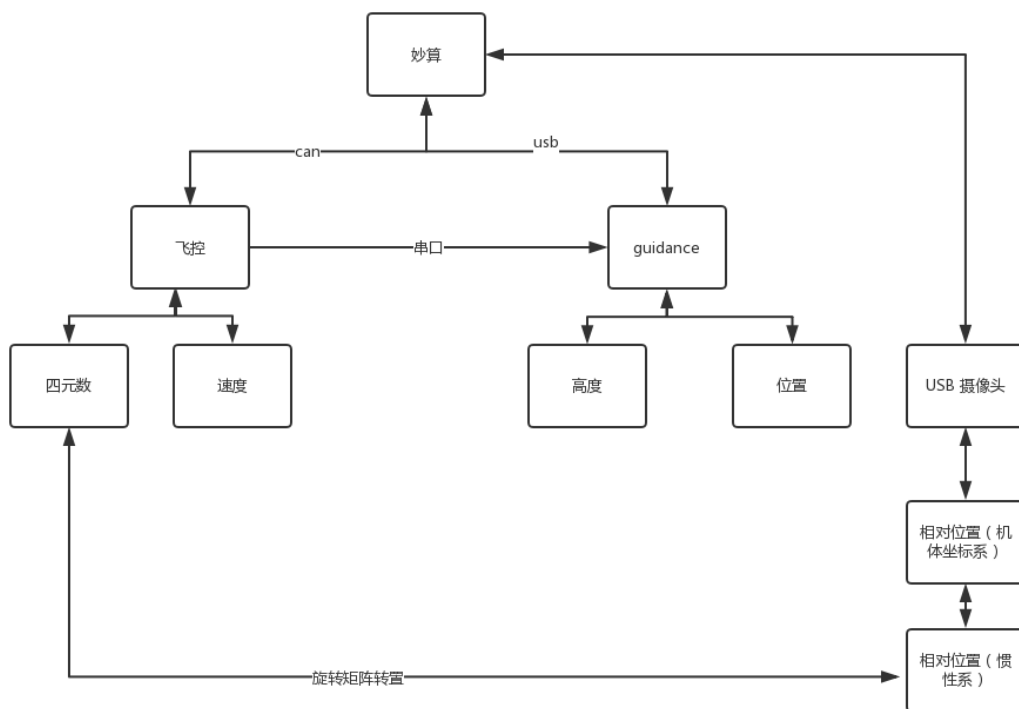 妙算
can
usb
飞控
串口
guidance
四元数
速度
高度
位置
USB 摄像头
相对位置（机
体坐标系）
旋转矩阵转置
相对位置（惯
性系）